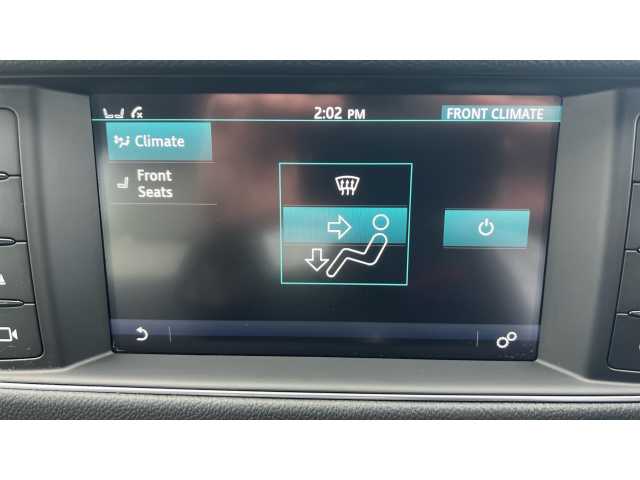 2:02 PM
FRONT CLIMATE
Climate
Front
Seats